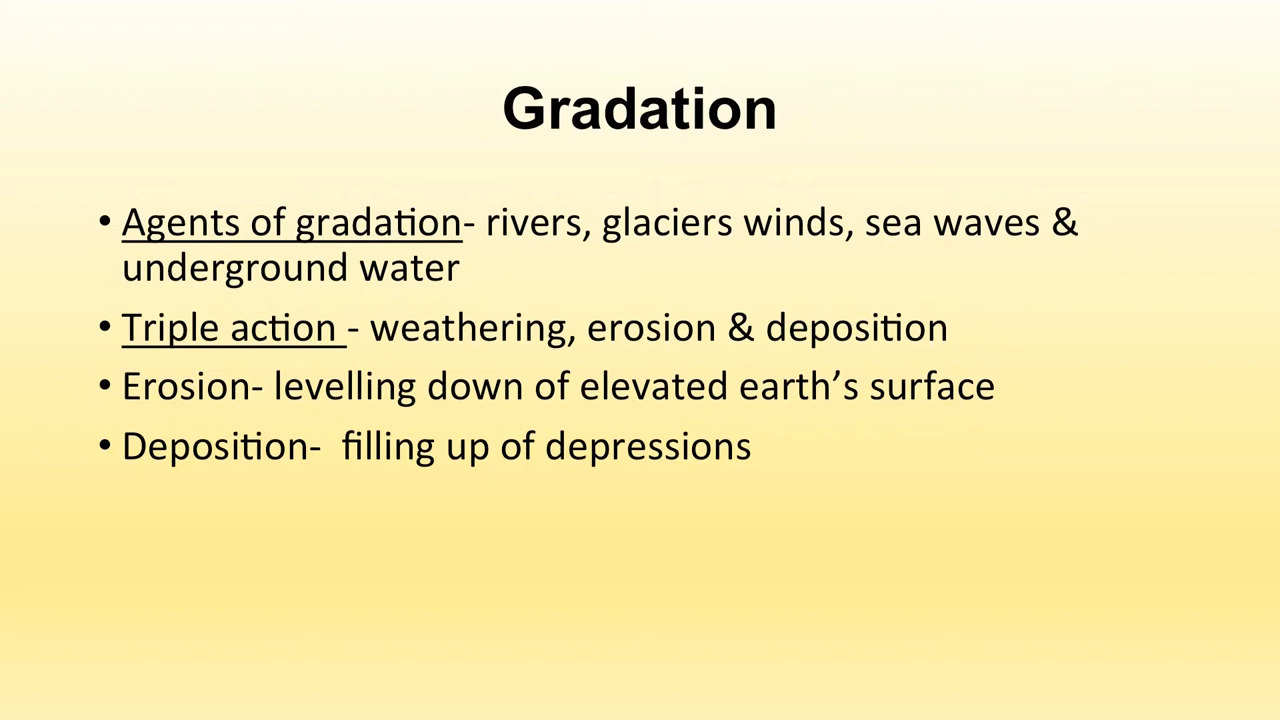 Gradation
• Agents of gradation- rivers, glaciers winds, sea waves &
underground water
• Triple action - weathering, erosion & deposition
• Erosion- levelling down of elevated earth’s surface
• Deposition-  filling up of depressions